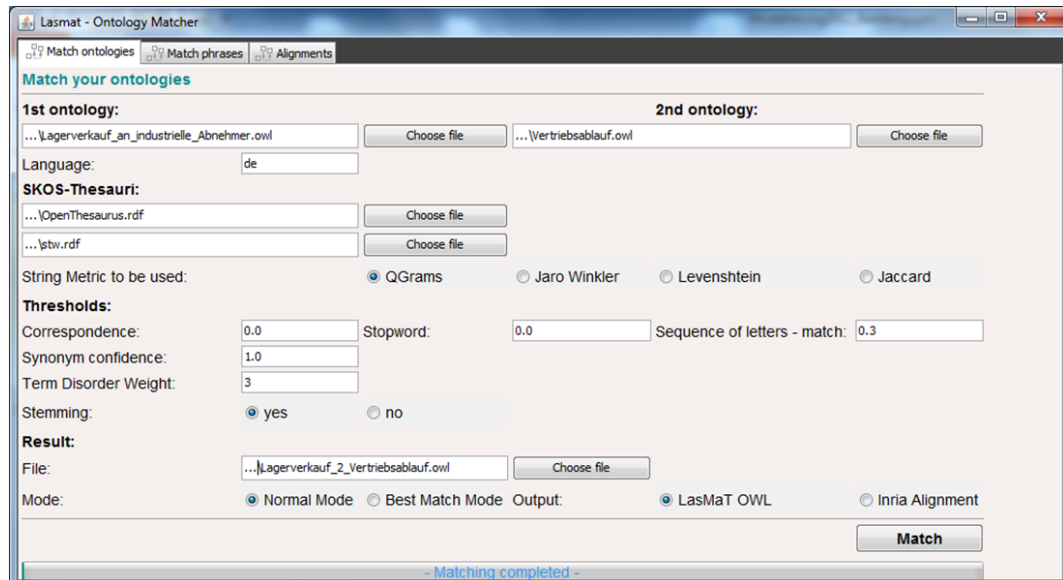 Lasmat - Ontology Matcher
Match ontologies Match phrases Alignments
Match your ontologies
1st ontology: 2nd ontology:
...\Lagerverkauf_an_industrielle_Abnehmer.owl Choose file ...\Vertriebsablauf.owl Choose file
Language: de
SKOS-Thesauri:
...\OpenThesaurus.rdf Choose file
...\stw.rdf Choose file
String Metric to be used: QGrams Jaro Winkler Levenshtein Jaccard
Thresholds:
Correspondence: 0.0 Stopword: 0.0 Sequence of letters - match: 0.3
Synonym confidence: 1.0
Term Disorder Weight: 3
Stemming: yes no
Result:
File: ...\Lagerverkauf_2_Vertriebsablauf.owl Choose file
Mode: Normal Mode Best Match Mode Output: LasMaT OWL Inria Alignment
Match
- Matching completed -